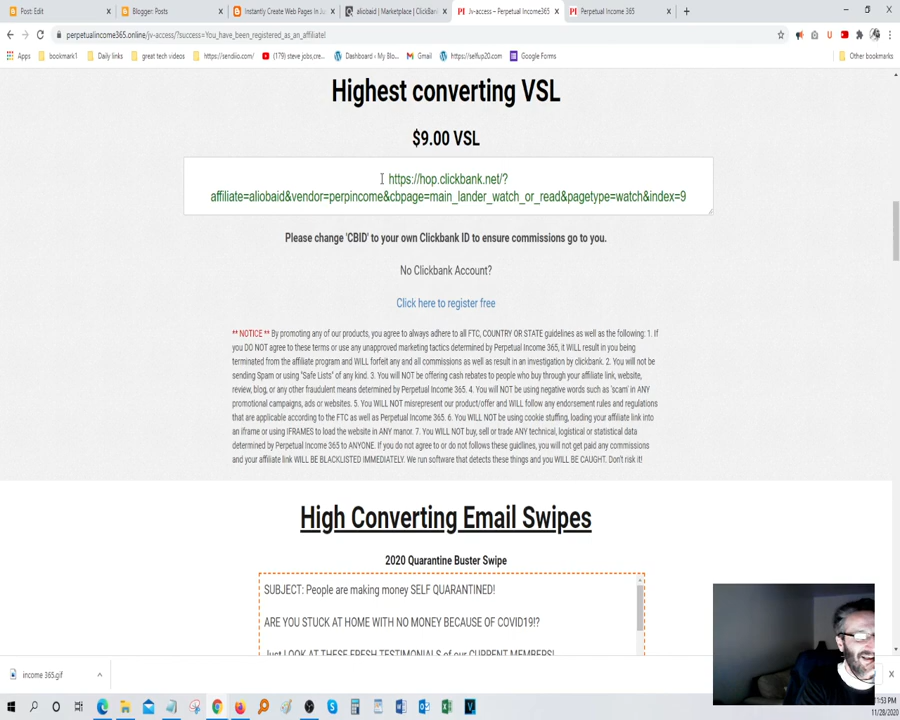 Post: Edit
Blogger: Posts
Instantly Create Web Pages In Ju
aliobaid | Marketplace | ClickBan
Jv-access – Perpetual Income365
Perpetual Income 365
perpetualincome365.online/jv-access/?success=You_have_been_registered_as_an_affiliate!
Apps
bookmark1
Daily links
great tech videos
https://sendiio.com/
(179) steve jobs,cre...
Dashboard ‹ My Blo...
Gmail
https://selfup20.com
Google Forms
Other bookmarks
Highest converting VSL
$9.00 VSL
https://hop.clickbank.net/?
affiliate=aliobaid&vendor=perpincome&cbpage=main_lander_watch_or_read&pagetype=watch&index=9
Please change 'CBID' to your own Clickbank ID to ensure commissions go to you.
No Clickbank Account?
Click here to register free
** NOTICE ** By promoting any of our products, you agree to always adhere to all FTC, COUNTRY OR STATE guidelines as well as the following: 1. If
you DO NOT agree to these terms or use any unapproved marketing tactics determined by Perpetual Income 365, it WILL result in you being
terminated from the affiliate program and WILL forfeit any and all commissions as well as result in an investigation by clickbank. 2. You will not be
sending Spam or using "Safe Lists" of any kind. 3. You will NOT be offering cash rebates to people who buy through your affiliate link, website,
review, blog, or any other fraudulent means determined by Perpetual Income 365. 4. You will NOT be using negative words such as 'scam' in ANY
promotional campaigns, ads or websites. 5. You WILL NOT misrepresent our product/offer and WILL follow any endorsement rules and regulations
that are applicable according to the FTC as well as Perpetual Income 365. 6. You WILL NOT be using cookie stuffing, loading your affiliate link into
an iframe or using IFRAMES to load the website in ANY manor. 7. You WILL NOT buy, sell or trade ANY technical, logistical or statistical data
determined by Perpetual Income 365 to ANYONE. If you do not agree to or do not follows these guidlines, you will not get paid any commissions
and your affiliate link WILL BE BLACKLISTED IMMEDIATELY. We run software that detects these things and you WILL BE CAUGHT. Don't risk it!
High Converting Email Swipes
2020 Quarantine Buster Swipe
SUBJECT: People are making money SELF QUARANTINED!
ARE YOU STUCK AT HOME WITH NO MONEY BECAUSE OF COVID19!?
Just LOOK AT THESE FRESH TESTIMONIALS of our CURRENT MEMBERS!
income 365.gif
:53 PM
11/28/2020